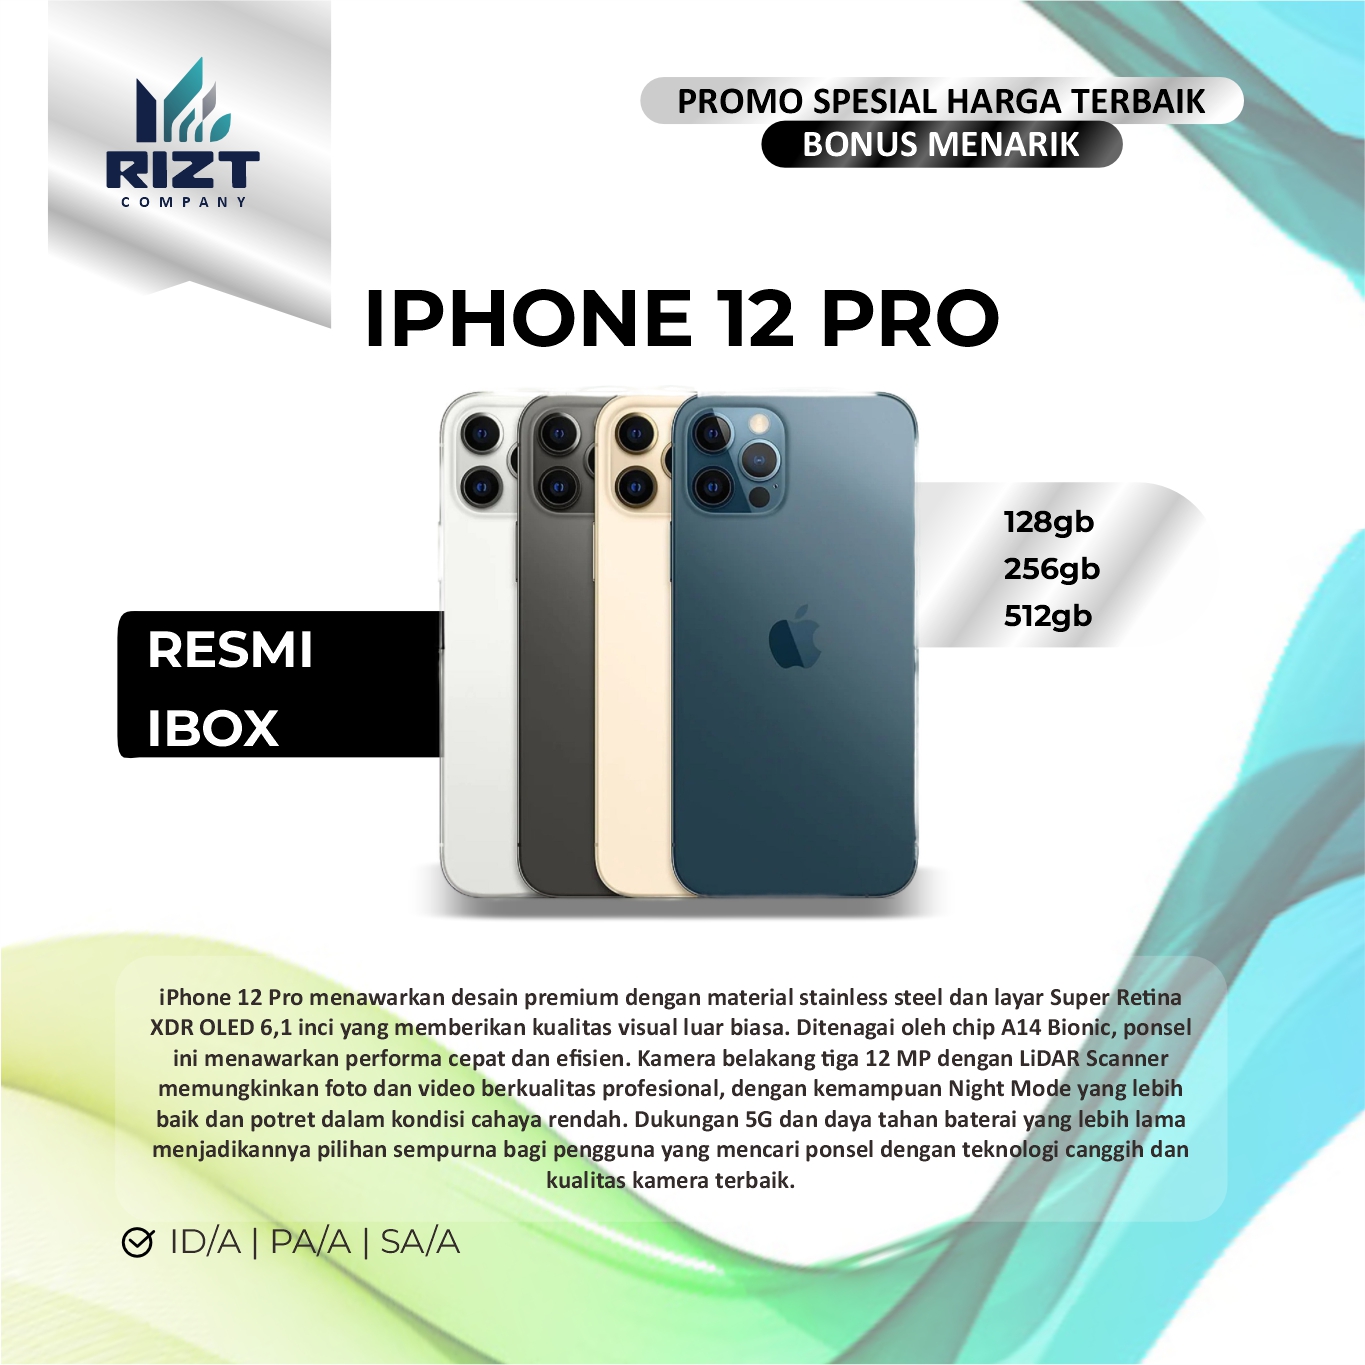 RIZT
COMPANY
PROMO SPESIAL HARGA TERBAIK
BONUS MENARIK
IPHONE 12 PRO
128gb
256gb
512gb
RESMI
IBOX
iPhone 12 Pro menawarkan desain premium dengan material stainless steel dan layar Super Retina
XDR OLED 6,1 inci yang memberikan kualitas visual luar biasa. Ditenagai oleh chip A14 Bionic, ponsel
ini menawarkan performa cepat dan efisien. Kamera belakang tiga 12 MP dengan LiDAR Scanner
memungkinkan foto dan video berkualitas profesional, dengan kemampuan Night Mode yang lebih
baik dan potret dalam kondisi cahaya rendah. Dukungan 5G dan daya tahan baterai yang lebih lama
menjadikannya pilihan sempurna bagi pengguna yang mencari ponsel dengan teknologi canggih dan
kualitas kamera terbaik.
ID/A | PA/A | SA/A